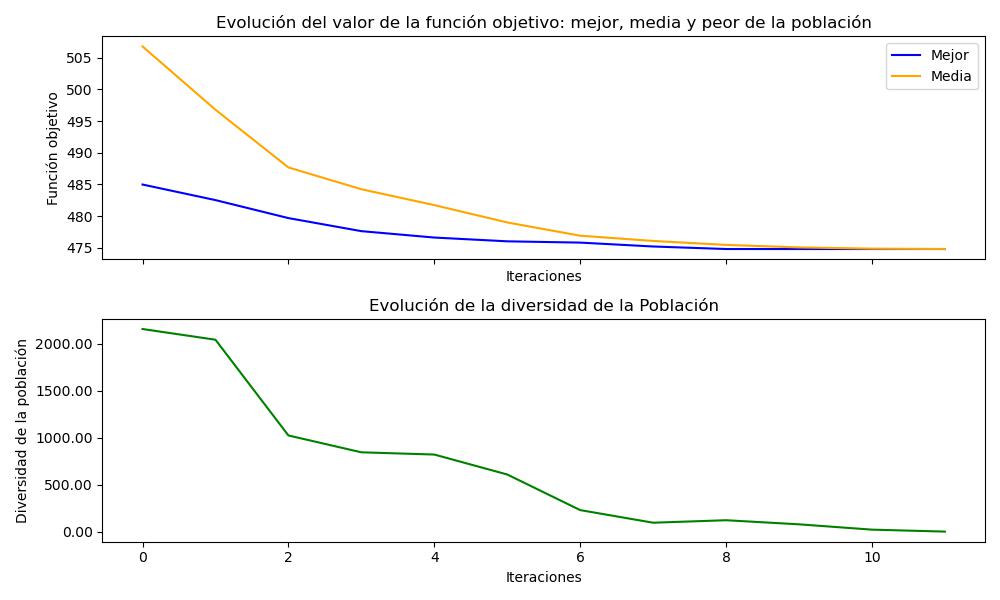 Evolución del valor de la función objetivo: mejor, media y peor de la población
Función objetivo
505
500
495
490
485
480
475
Mejor
Media
Iteraciones
Evolución de la diversidad de la Población
Diversidad de la población
2000.00
1500.00
1000.00
500.00
0.00
0 2 4 6 8 10
Iteraciones